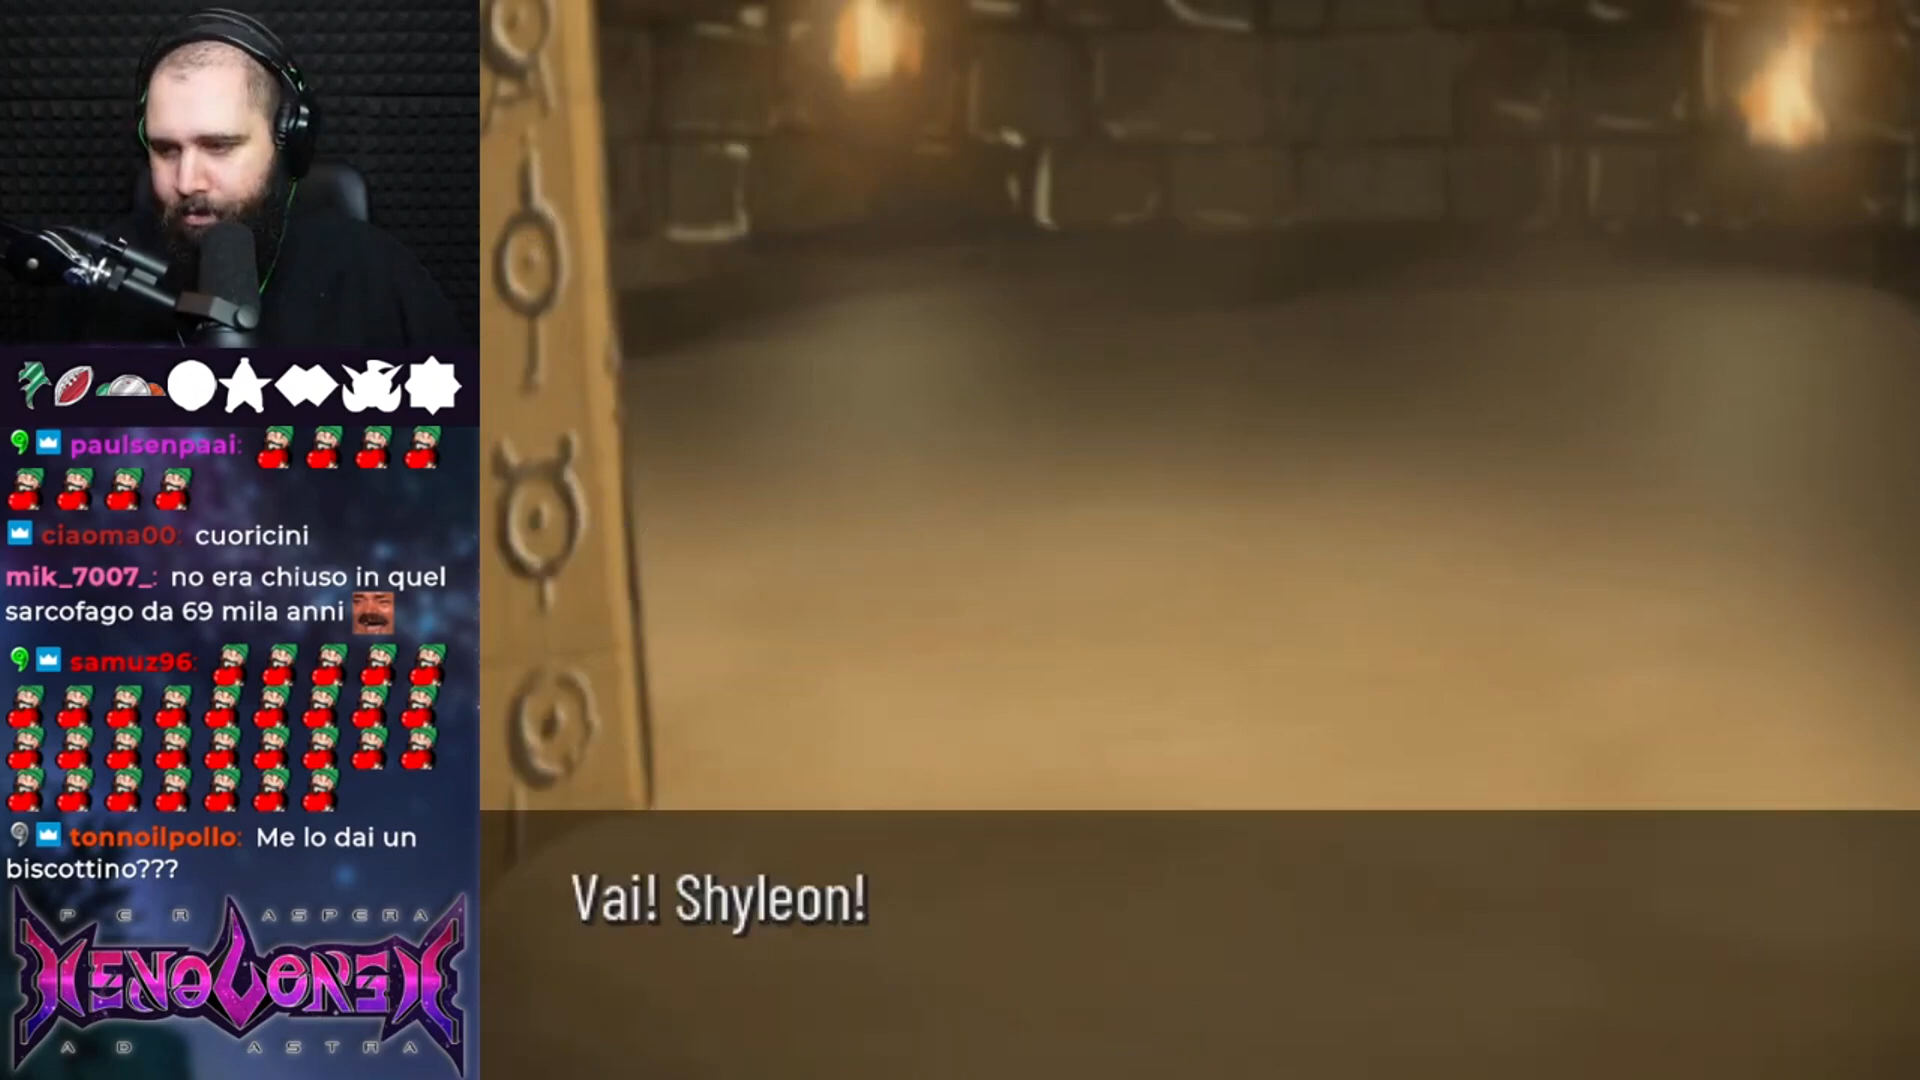 paulsenpaai:
ciaoma00: cuoricini
mik_7007_: no era chiuso in quel
sarcofago da 69 mila anni
samuz96:
tonnoilpollo: Me lo dai un
biscottino???
PER ASPERA
XENOVEREX
AD ASTRA
Vai! Shyleon!